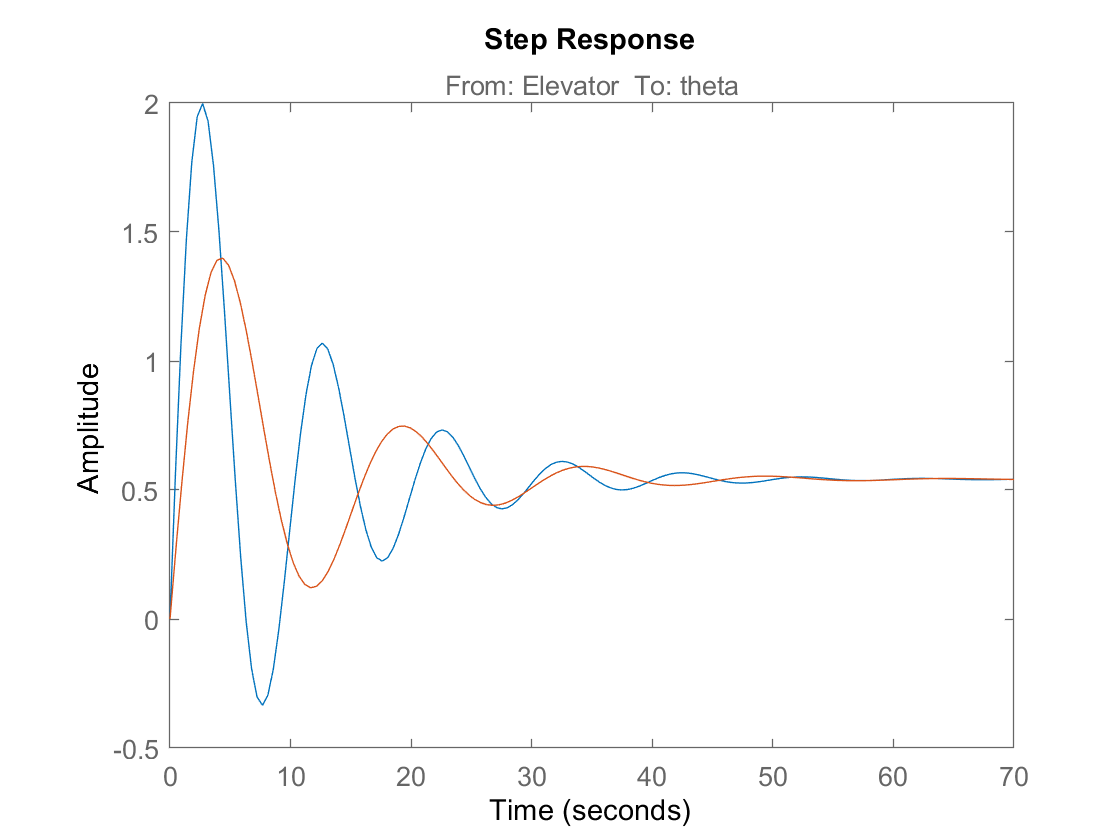 Step Response
From: Elevator  To: theta
2
1.5
1
0.5
0
-0.5
Amplitude
0 10 20 30 40 50 60 70
Time (seconds)